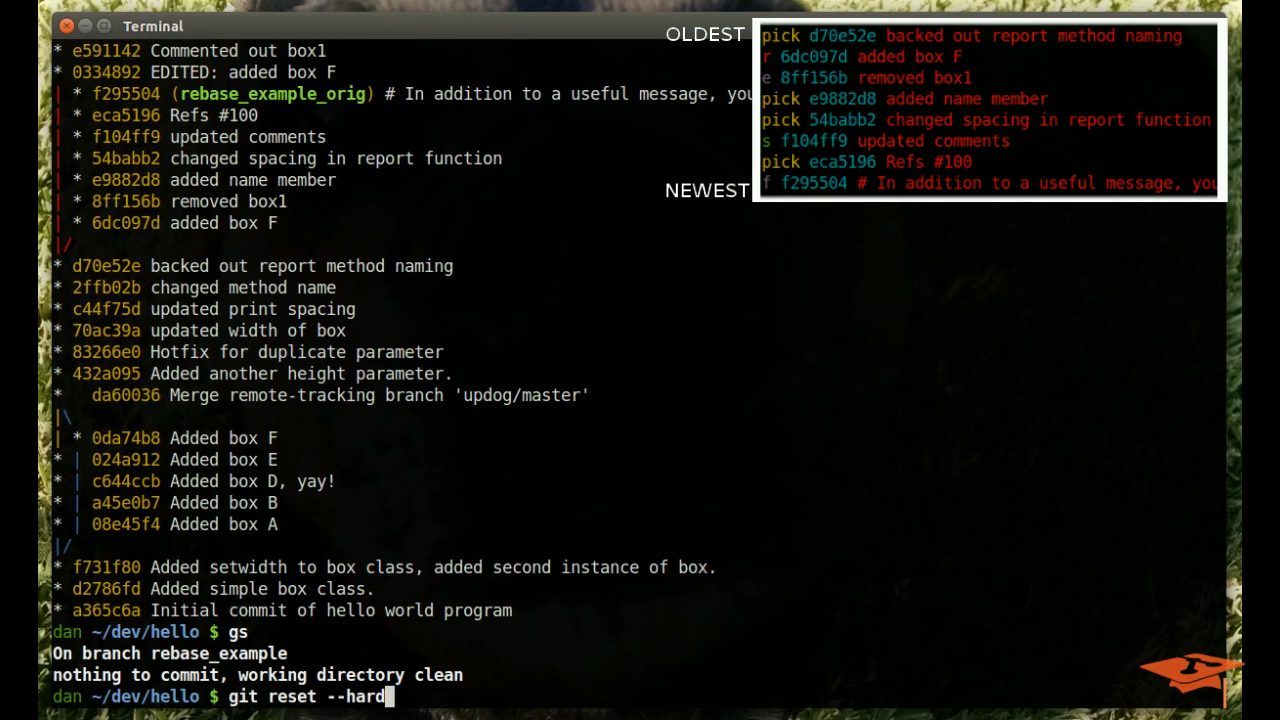 Terminal
* e591142 Commented out box1
* 0334892 EDITED: added box F
| * f295504 (rebase_example_orig) # In addition to a useful message, you
| * eca5196 Refs #100
| * f104ff9 updated comments
| * 54babb2 changed spacing in report function
| * e9882d8 added name member
| * 8ff156b removed box1
| * 6dc097d added box F
|/
* d70e52e backed out report method naming
* 2ffb02b changed method name
* c44f75d updated print spacing
* 70ac39a updated width of box
* 83266e0 Hotfix for duplicate parameter
* 432a095 Added another height parameter.
*   da60036 Merge remote-tracking branch 'updog/master'
|\
| * 0da74b8 Added box F
* | 024a912 Added box E
* | c644ccb Added box D, yay!
* | a45e0b7 Added box B
* | 08e45f4 Added box A
|/
* f731f80 Added setwidth to box class, added second instance of box.
* d2786fd Added simple box class.
* a365c6a Initial commit of hello world program
dan ~/dev/hello $ gs
On branch rebase_example
nothing to commit, working directory clean
dan ~/dev/hello $ git reset --hard
OLDEST
pick d70e52e backed out report method naming
r 6dc097d added box F
e 8ff156b removed box1
pick e9882d8 added name member
pick 54babb2 changed spacing in report function
s f104ff9 updated comments
pick eca5196 Refs #100
NEWEST
f f295504 # In addition to a useful message, you